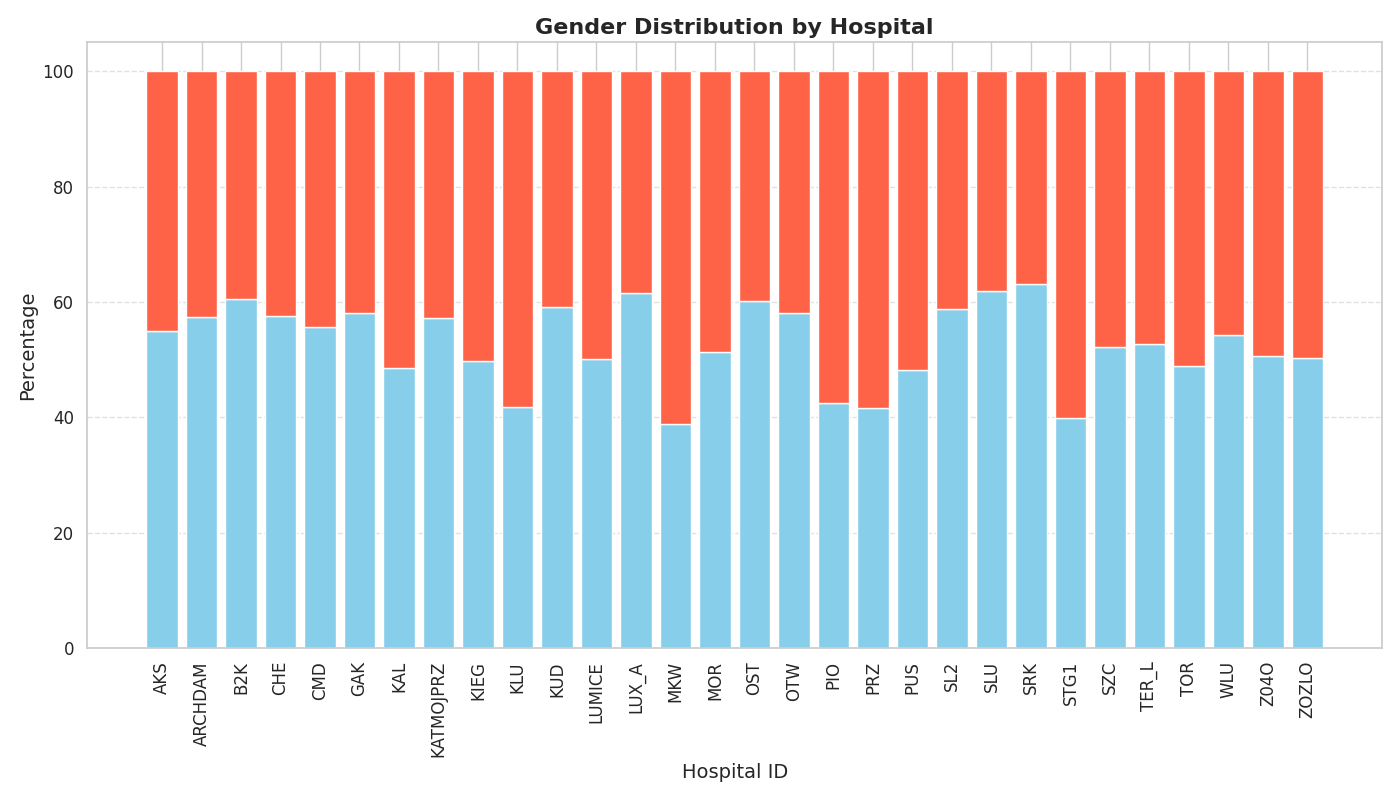 Gender Distribution by Hospital
100
80
60
40
20
0
Percentage
AKS
ARCHDAM
B2K
CHE
CMD
GAK
KAL
KATMOJPRZ
KIEG
KLU
KUD
LUMICE
LUX_A
MKW
MOR
OST
OTW
PIO
PRZ
PUS
SL2
SLU
SRK
STG1
SZC
TER_L
TOR
WLU
Z04O
ZOZLO
Hospital ID